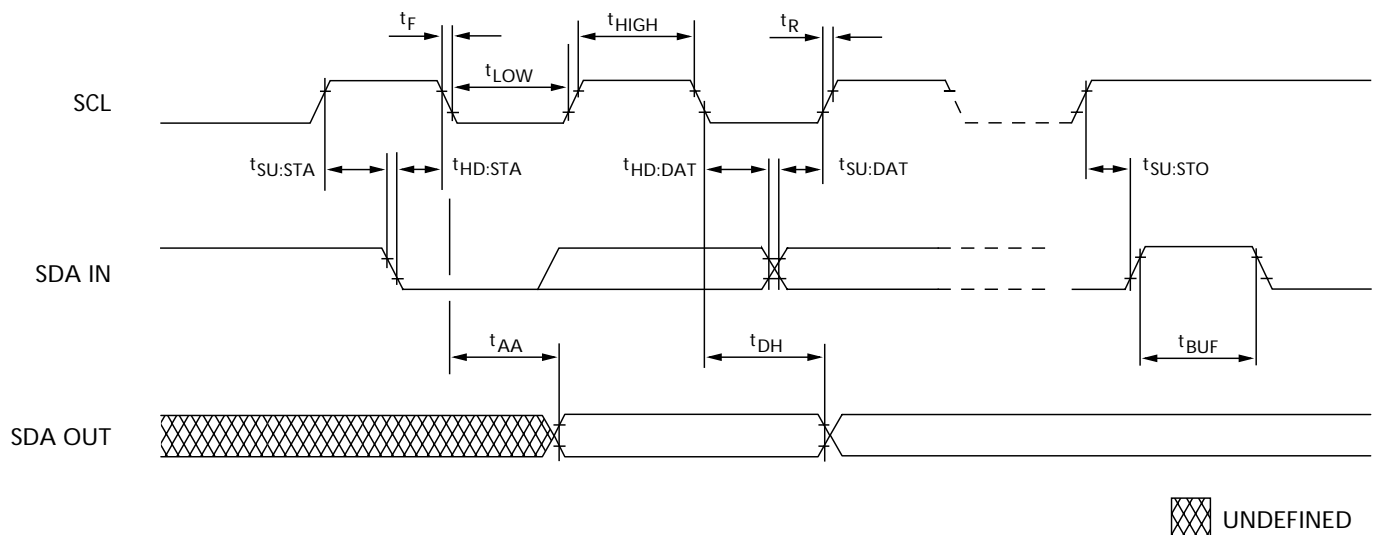 tF
tHIGH
tR
tLOW
SCL
tSU:STA
tHD:STA
tHD:DAT
tSU:DAT
tSU:STO
SDA IN
tAA
tDH
tBUF
SDA OUT
UNDEFINED